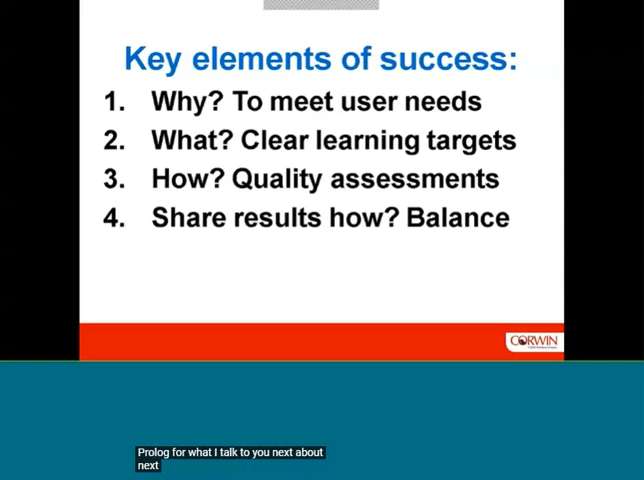 Key elements of success:
1. Why? To meet user needs
2. What? Clear learning targets
3. How? Quality assessments
4. Share results how? Balance
CORWIN
Prolog for what I talk to you next about
next